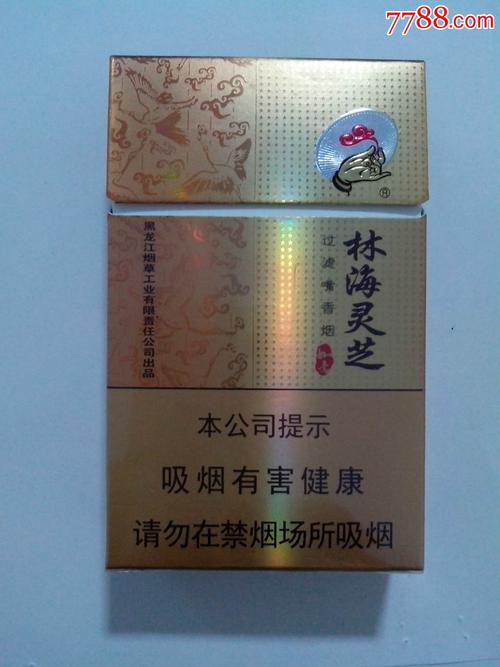 7788.com
®
林海灵芝
过滤嘴香烟
黑龙江烟草工业有限责任公司出品
本公司提示
吸烟有害健康
请勿在禁烟场所吸烟